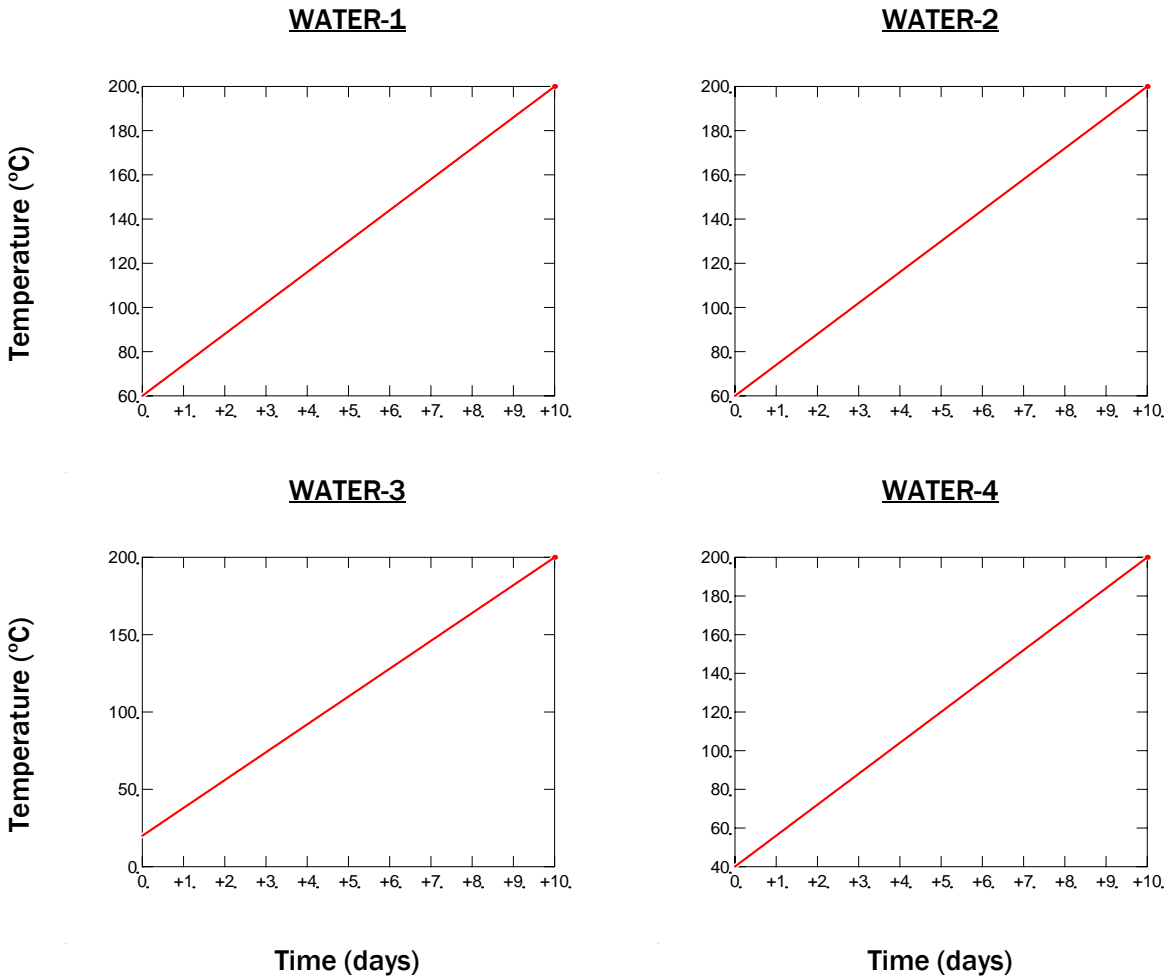 WATER-1
Temperature (ºC)
200.
180.
160.
140.
120.
100.
80.
60.
0. +1. +2. +3. +4. +5. +6. +7. +8. +9. +10.
WATER-2
200.
180.
160.
140.
120.
100.
80.
60.
0. +1. +2. +3. +4. +5. +6. +7. +8. +9. +10.
WATER-3
Temperature (ºC)
200.
150.
100.
50.
0.
0. +1. +2. +3. +4. +5. +6. +7. +8. +9. +10.
Time (days)
WATER-4
200.
180.
160.
140.
120.
100.
80.
60.
40.
0. +1. +2. +3. +4. +5. +6. +7. +8. +9. +10.
Time (days)